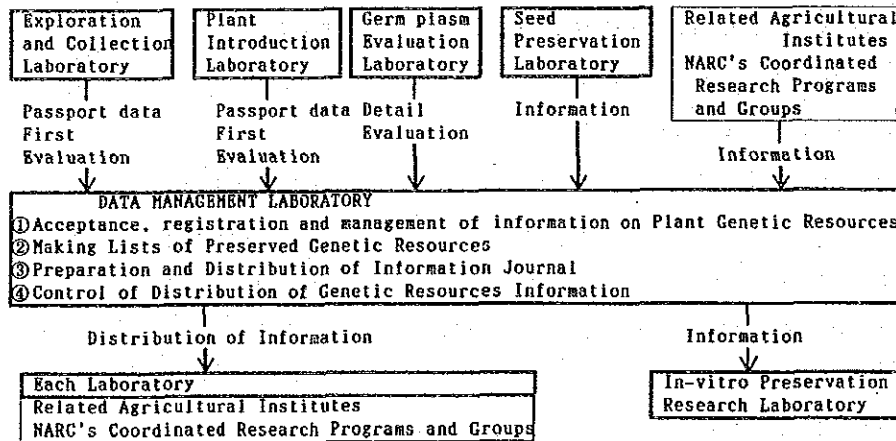 Exploration
and Collection
Laboratory
Plant
Introduction
Laboratory
Germ plasm
Evaluation
Laboratory
Seed
Preservation
Laboratory
Related Agricultural
Institutes
NARC's Coordinated
Research Programs
and Groups
Passport data
First
Evaluation
Passport data
First
Evaluation
Detail
Evaluation
Information
Information
DATA MANAGEMENT LABORATORY
①Acceptance, registration and management of information on Plant Genetic Resources
②Making Lists of Preserved Genetic Resources
③Preparation and Distribution of Information Journal
④Control of Distribution of Genetic Resources Information
Distribution of Information
Information
Each Laboratory
Related Agricultural Institutes
NARC's Coordinated Research Programs and Groups
In-vitro Preservation
Research Laboratory